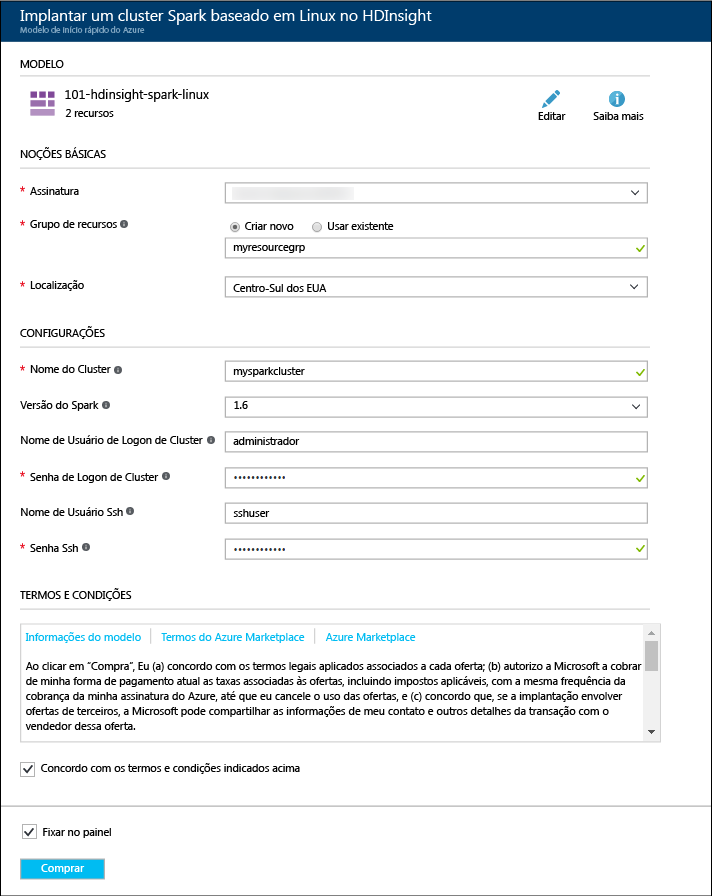 Implantar um cluster Spark baseado em Linux no HDInsight
Modelo de início rápido do Azure
MODELO
101-hdinsight-spark-linux
2 recursos
Editar
Saiba mais
NOÇÕES BÁSICAS
* Assinatura
* Grupo de recursos
Criar novo
Usar existente
myresourcegrp
* Localização
Centro-Sul dos EUA
CONFIGURAÇÕES
* Nome do Cluster
mysparkcluster
Versão do Spark
1.6
Nome de Usuário de Logon de Cluster
administrador
* Senha de Logon de Cluster
••••••••••••
Nome de Usuário Ssh
sshuser
* Senha Ssh
••••••••••••
TERMOS E CONDIÇÕES
Informações do modelo
Termos do Azure Marketplace
Azure Marketplace
Ao clicar em “Compra”, Eu (a) concordo com os termos legais aplicados associados a cada oferta; (b) autorizo a Microsoft a cobrar
de minha forma de pagamento atual as taxas associadas às ofertas, incluindo impostos aplicáveis, com a mesma frequência da
cobrança da minha assinatura do Azure, até que eu cancele o uso das ofertas, e (c) concordo que, se a implantação envolver
ofertas de terceiros, a Microsoft pode compartilhar as informações de meu contato e outros detalhes da transação com o
vendedor dessa oferta.
Concordo com os termos e condições indicados acima
Fixar no painel
Comprar